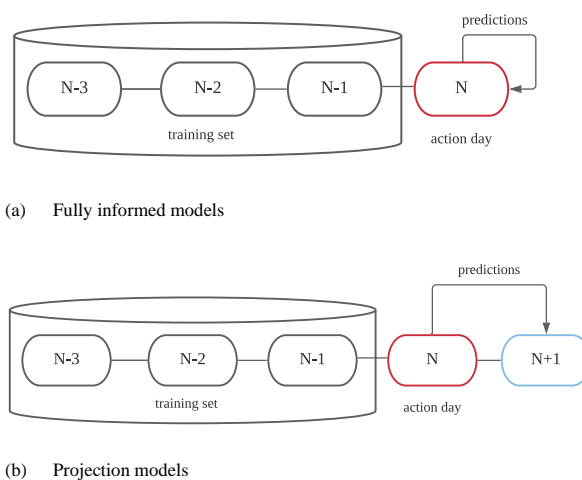 predictions
N-3 N-2 N-1 N
training set
action day
(a) Fully informed models
predictions
N-3 N-2 N-1 N N+1
training set action day
(b) Projection models